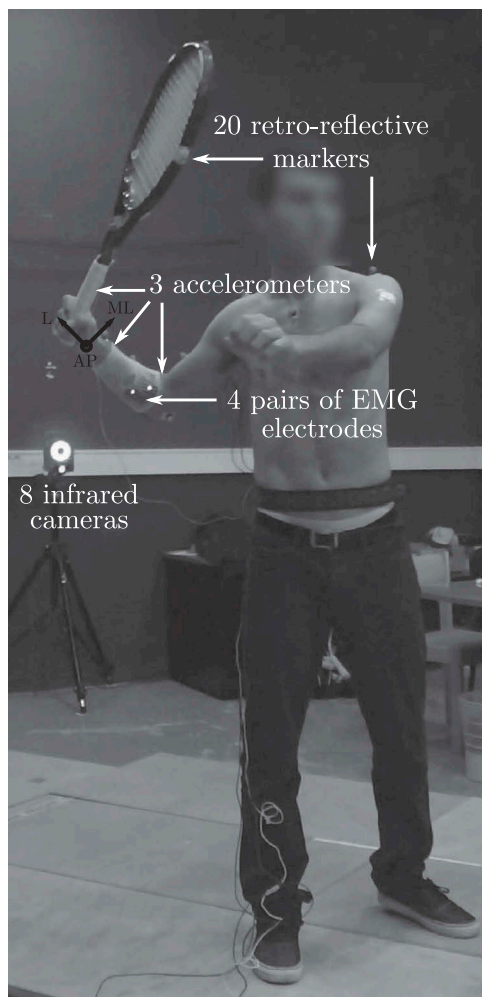 20 retro-reflective
markers
3 accelerometers
L
ML
AP
4 pairs of EMG
electrodes
8 infrared
cameras